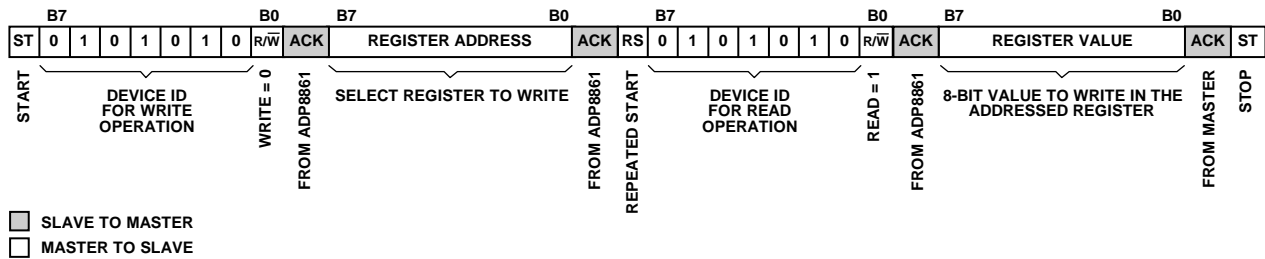 B7 B0 B7 B0 B7 B0 B7 B0
ST 0 1 0 1 0 1 0 R/W̅ ACK REGISTER ADDRESS ACK RS 0 1 0 1 0 1 0 R/W̅ ACK REGISTER VALUE ACK ST
START
DEVICE ID
FOR WRITE
OPERATION
WRITE = 0
FROM ADP8861
SELECT REGISTER TO WRITE
FROM ADP8861
REPEATED START
DEVICE ID
FOR READ
OPERATION
READ = 1
FROM ADP8861
8-BIT VALUE TO WRITE IN THE
ADDRESSED REGISTER
FROM MASTER
STOP
SLAVE TO MASTER
MASTER TO SLAVE